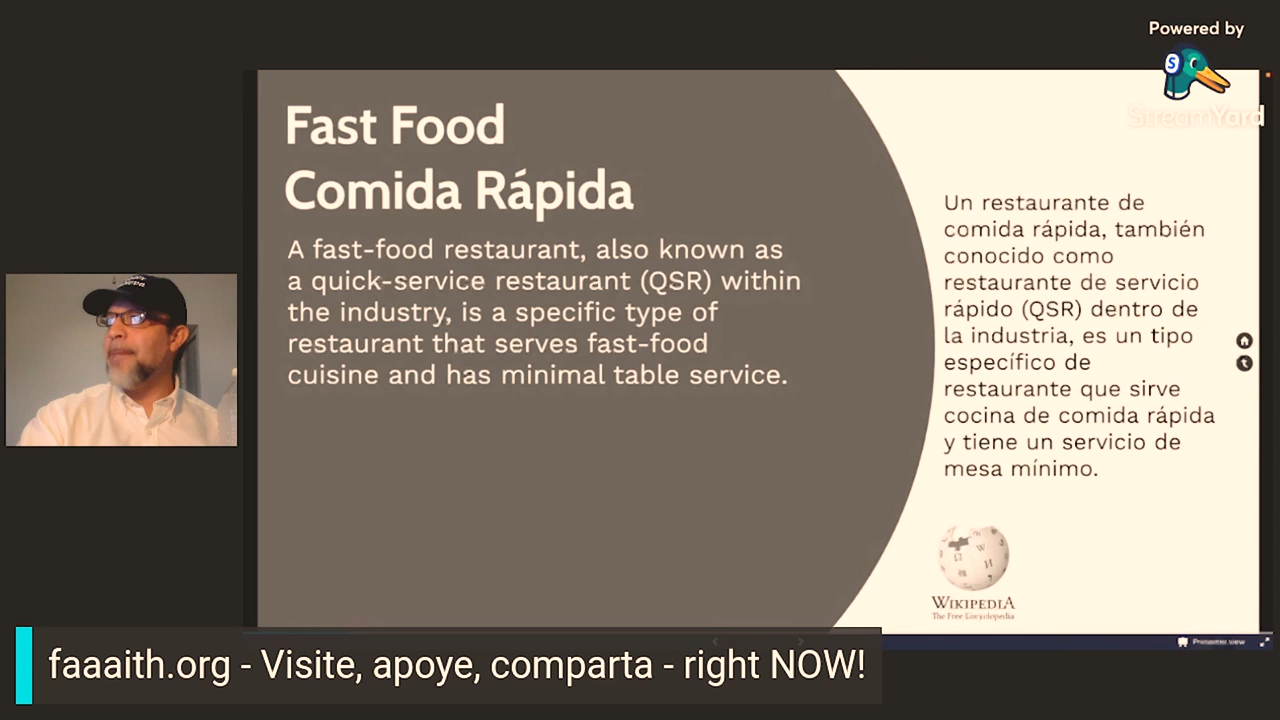 Powered by
StreamYard
Fast Food
Comida Rápida
A fast-food restaurant, also known as
a quick-service restaurant (QSR) within
the industry, is a specific type of
restaurant that serves fast-food
cuisine and has minimal table service.
Un restaurante de
comida rápida, también
conocido como
restaurante de servicio
rápido (QSR) dentro de
la industria, es un tipo
específico de
restaurante que sirve
cocina de comida rápida
y tiene un servicio de
mesa mínimo.
WIKIPEDIA
The Free Encyclopedia
Presenter view
faaaith.org - Visite, apoye, comparta - right NOW!